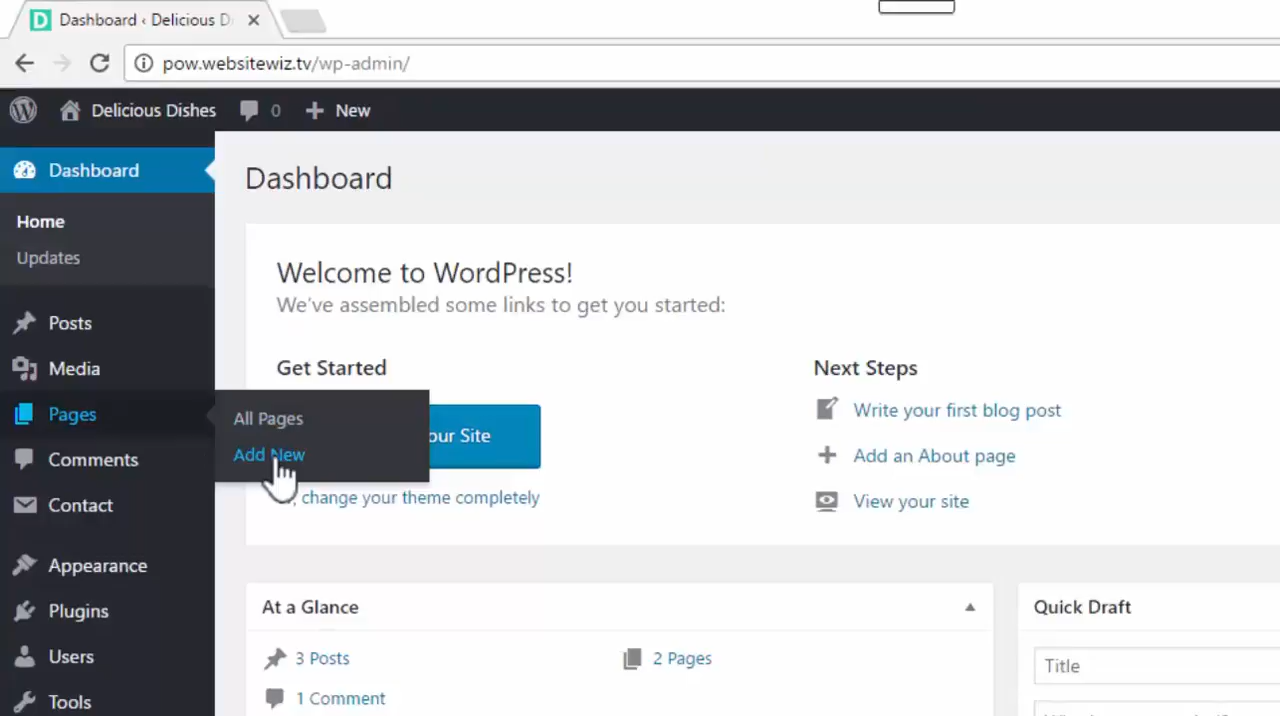 Dashboard ‹ Delicious D
pow.websitewiz.tv/wp-admin/
Delicious Dishes 0 New
Dashboard
Home
Updates
Posts
Media
Pages
Comments
Contact
Appearance
Plugins
Users
Tools
All Pages
Add New
Dashboard
Welcome to WordPress!
We've assembled some links to get you started:
Get Started
our Site
, change your theme completely
Next Steps
Write your first blog post
Add an About page
View your site
At a Glance
3 Posts
2 Pages
1 Comment
Quick Draft
Title